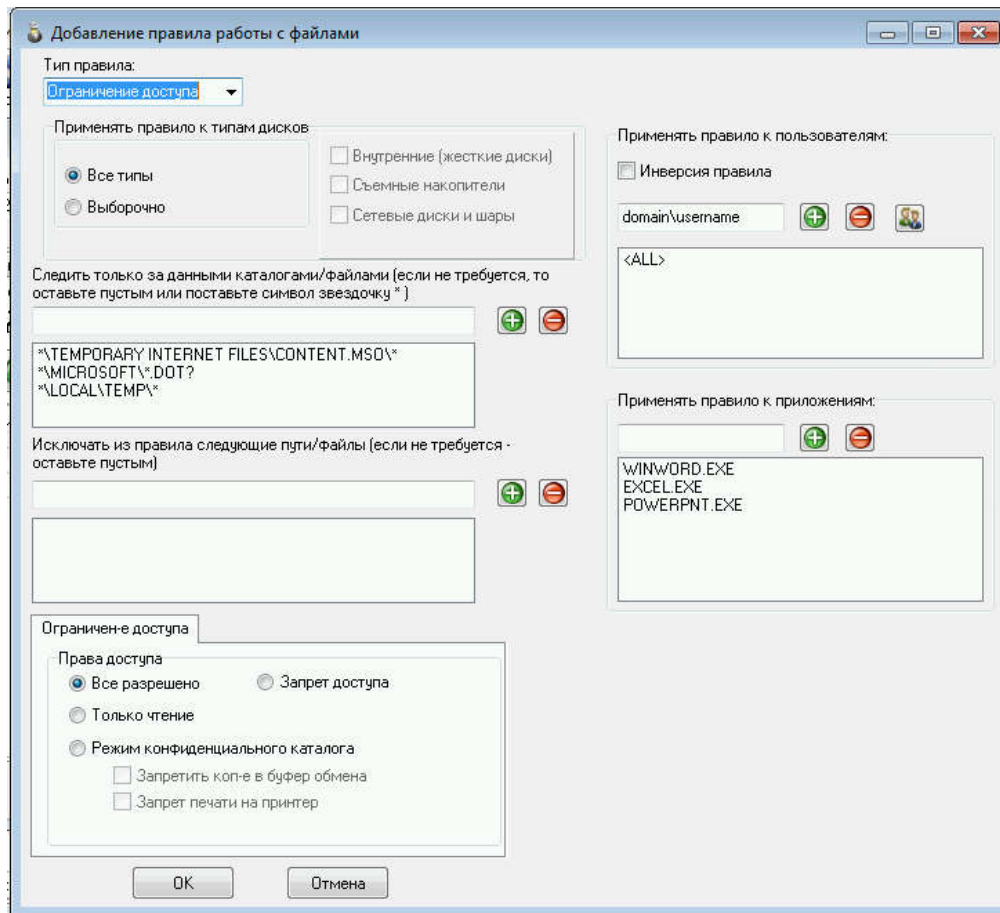 Добавление правила работы с файлами
Тип правила:
Ограничение доступа
Применять правило к типам дисков
Все типы
Выборочно
Внутренние (жесткие диски)
Съемные накопители
Сетевые диски и шары
Следить только за данными каталогами/файлами (если не требуется, то
оставьте пустым или поставьте символ звездочку * )
*\TEMPORARY INTERNET FILES\CONTENT.MSO\*
*\MICROSOFT\*.DOT?
*\LOCAL\TEMP\*
Исключать из правила следующие пути/файлы (если не требуется -
оставьте пустым)
Ограничен-е доступа
Права доступа
Все разрешено
Запрет доступа
Только чтение
Режим конфиденциального каталога
Запретить коп-е в буфер обмена
Запрет печати на принтер
OK
Отмена
Применять правило к пользователям:
Инверсия правила
domain\username
<ALL>
Применять правило к приложениям:
WINWORD.EXE
EXCEL.EXE
POWERPNT.EXE